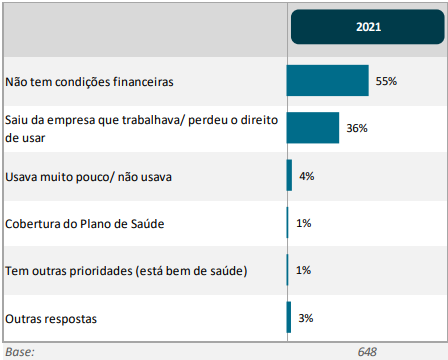 2021
Não tem condições financeiras 55%
Saiu da empresa que trabalhava/ perdeu o direito
de usar 36%
Usava muito pouco/ não usava 4%
Cobertura do Plano de Saúde 1%
Tem outras prioridades (está bem de saúde) 1%
Outras respostas 3%
Base: 648